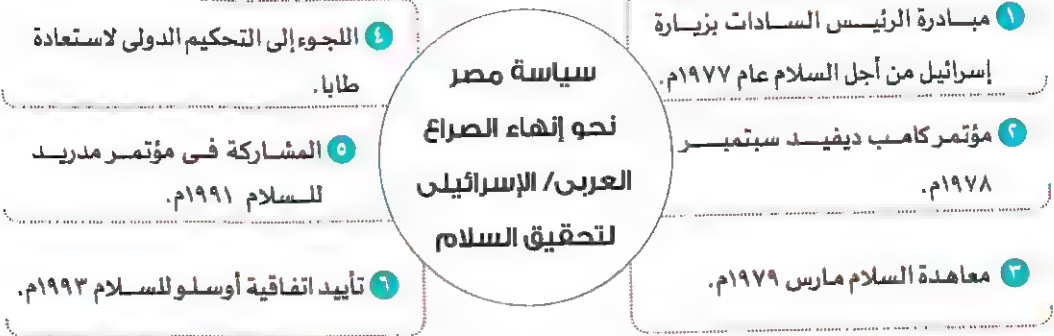 ١ مبادرة الرئيس السادات بزيارة
إسرائيل من أجل السلام عام ١٩٧٧م.
٢ مؤتمر كامب ديفيد سبتمبر
١٩٧٨م.
٣ معاهدة السلام مارس ١٩٧٩م.
سياسة مصر
نحو إنهاء الصراع
العربى/ الإسرائيلى
لتحقيق السلام
٤ اللجوء إلى التحكيم الدولى لاستعادة
طابا.
٥ المشاركة فى مؤتمر مدريد
للسلام ١٩٩١م.
٦ تأييد اتفاقية أوسلو للسلام ١٩٩٣م.